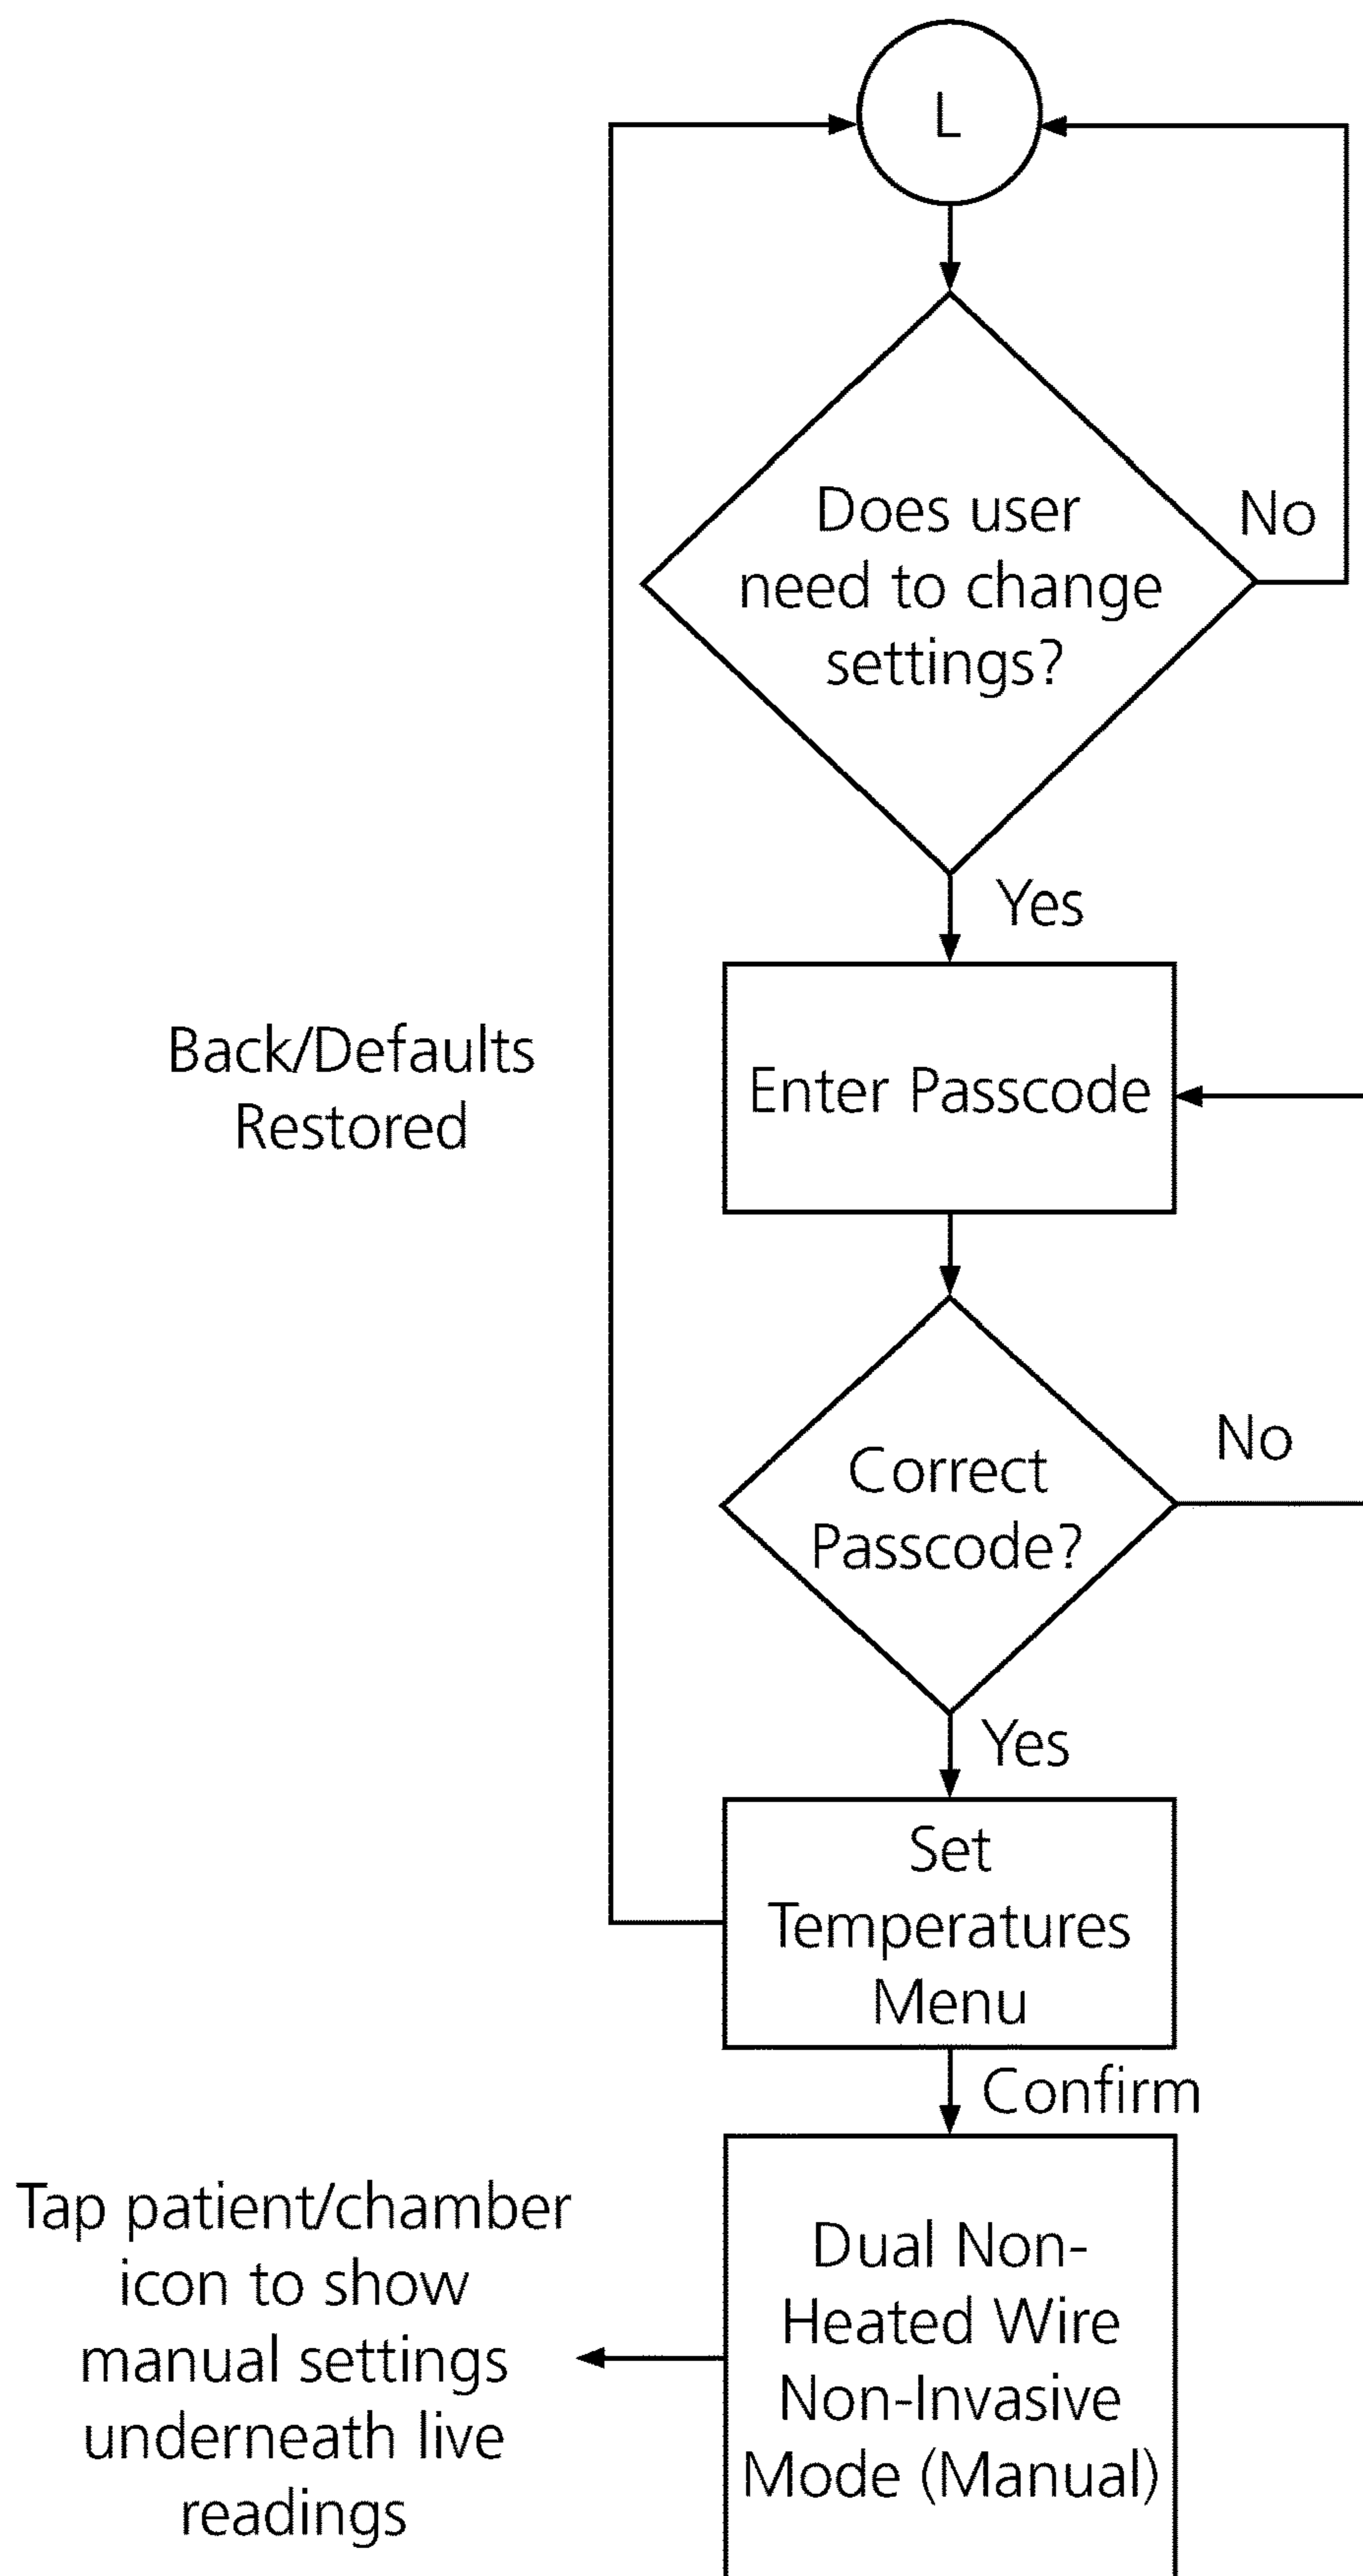 L
Does user
need to change
settings?
No
Yes
Back/Defaults
Restored
Enter Passcode
Correct
Passcode?
No
Yes
Set
Temperatures
Menu
Confirm
Tap patient/chamber
icon to show
manual settings
underneath live
readings
Dual Non-
Heated Wire
Non-Invasive
Mode (Manual)